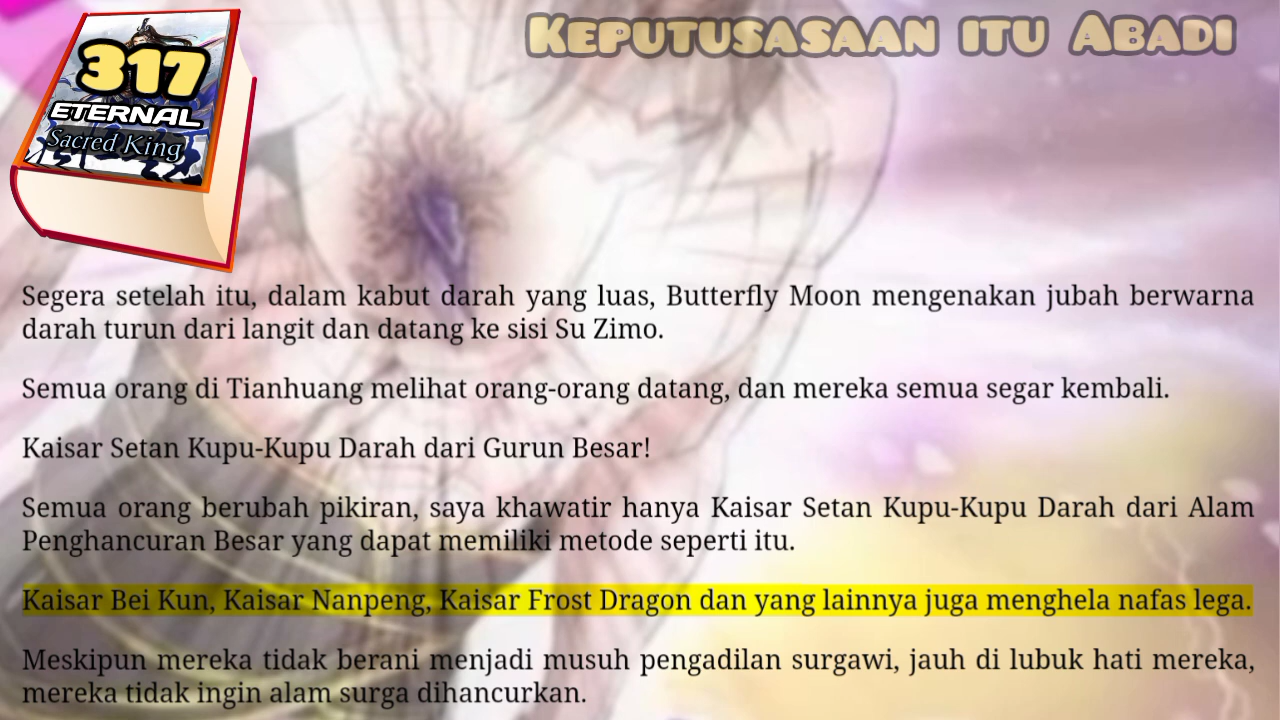 Keputusasaan itu Abadi
317
ETERNAL
Sacred King
Segera setelah itu, dalam kabut darah yang luas, Butterfly Moon mengenakan jubah berwarna
darah turun dari langit dan datang ke sisi Su Zimo.
Semua orang di Tianhuang melihat orang-orang datang, dan mereka semua segar kembali.
Kaisar Setan Kupu-Kupu Darah dari Gurun Besar!
Semua orang berubah pikiran, saya khawatir hanya Kaisar Setan Kupu-Kupu Darah dari Alam
Penghancuran Besar yang dapat memiliki metode seperti itu.
Kaisar Bei Kun, Kaisar Nanpeng, Kaisar Frost Dragon dan yang lainnya juga menghela nafas lega.
Meskipun mereka tidak berani menjadi musuh pengadilan surgawi, jauh di lubuk hati mereka,
mereka tidak ingin alam surga dihancurkan.